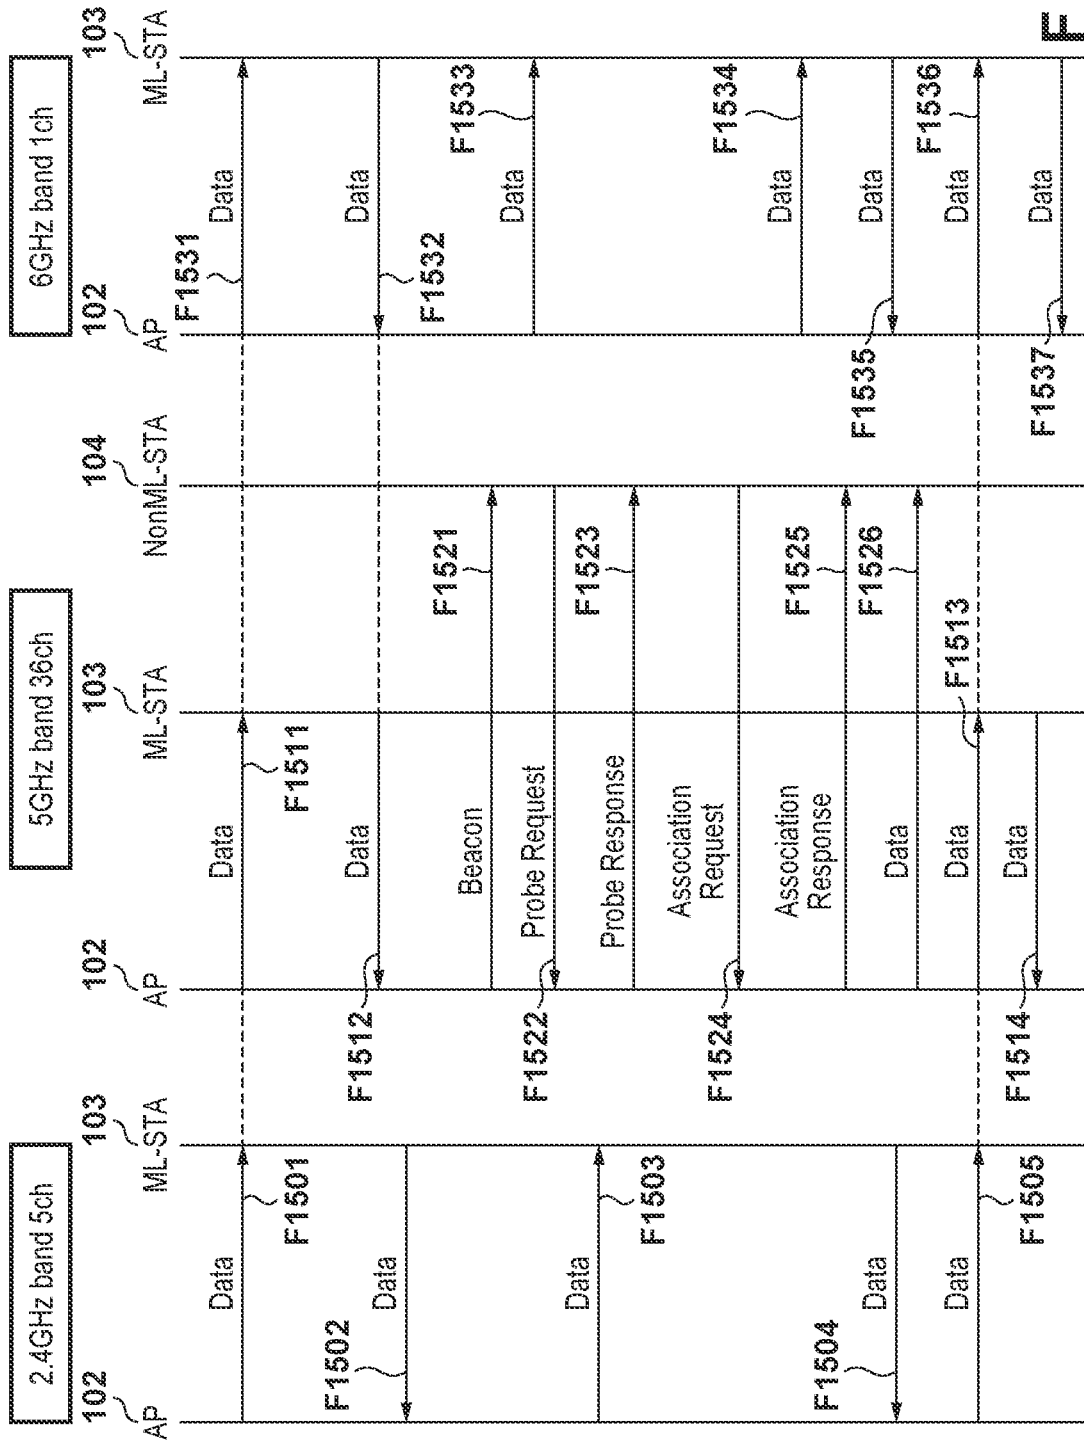 2.4GHz band 5ch
5GHz band 36ch
6GHz band 1ch
102
103
102
103
104
102
103
AP
ML-STA
AP
ML-STA
NonML-STA
AP
ML-STA
Data
F1501
Data
F1502
F1503
Data
Data
F1504
Data
F1505
Data
F1511
Data
F1512
Beacon
F1521
Probe Request
F1522
Probe Response
F1523
Association
Request
F1524
Association
Response
F1525
Data
F1526
Data
F1513
Data
F1514
Data
F1531
Data
F1532
Data
F1533
Data
F1534
Data
F1535
Data
F1536
Data
F1537
F